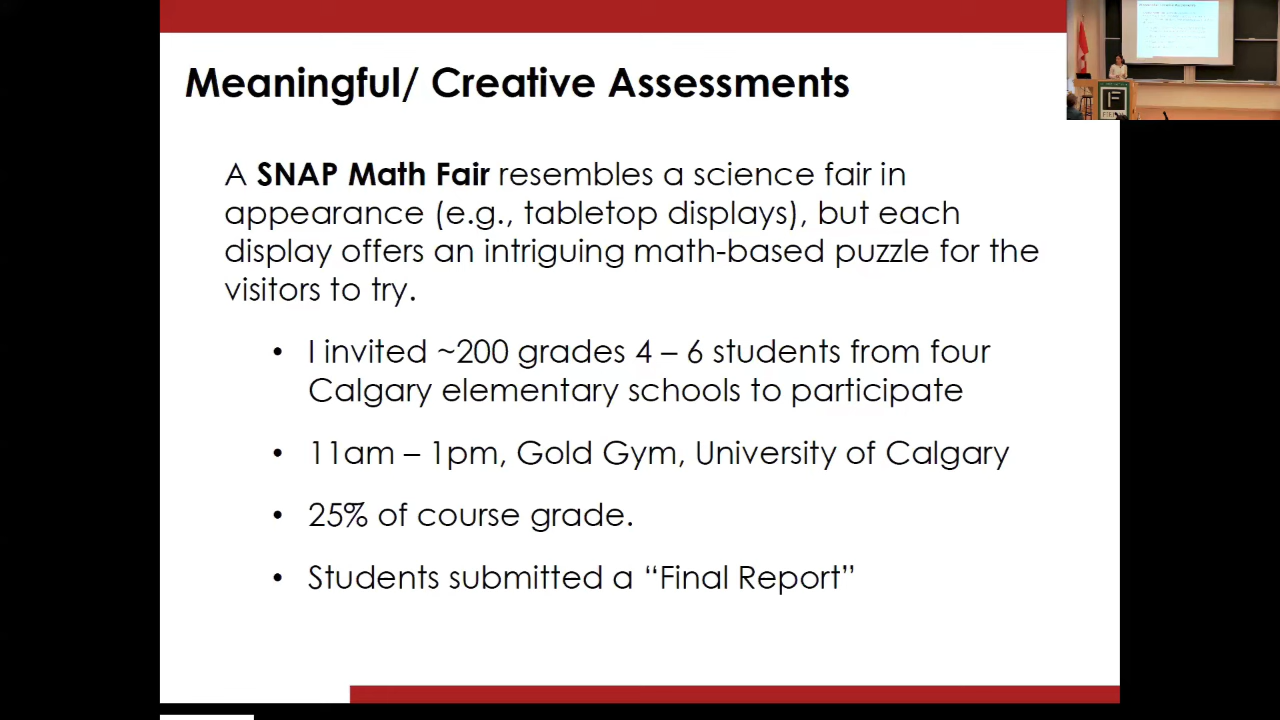 Meaningful/ Creative Assessments
A SNAP Math Fair resembles a science fair in
appearance (e.g., tabletop displays), but each
display offers an intriguing math-based puzzle for the
visitors to try.
• I invited ~200 grades 4 – 6 students from four
Calgary elementary schools to participate
• 11am – 1pm, Gold Gym, University of Calgary
• 25% of course grade.
• Students submitted a “Final Report”